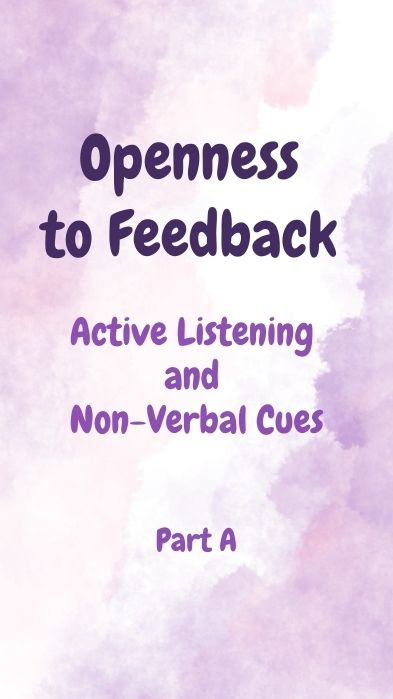 Openness
to Feedback
Active Listening
and
Non-Verbal Cues
Part A